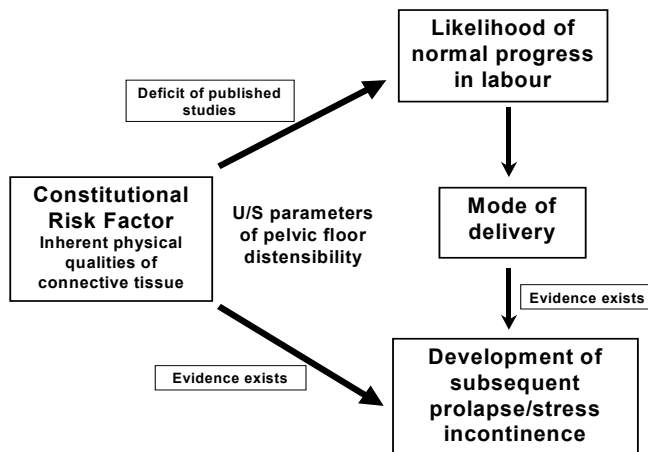 Likelihood of
normal progress
in labour
Deficit of published
studies
Constitutional
Risk Factor
Inherent physical
qualities of
connective tissue
U/S parameters
of pelvic floor
distensibility
Mode of
delivery
Evidence exists
Evidence exists
Development of
subsequent
prolapse/stress
incontinence